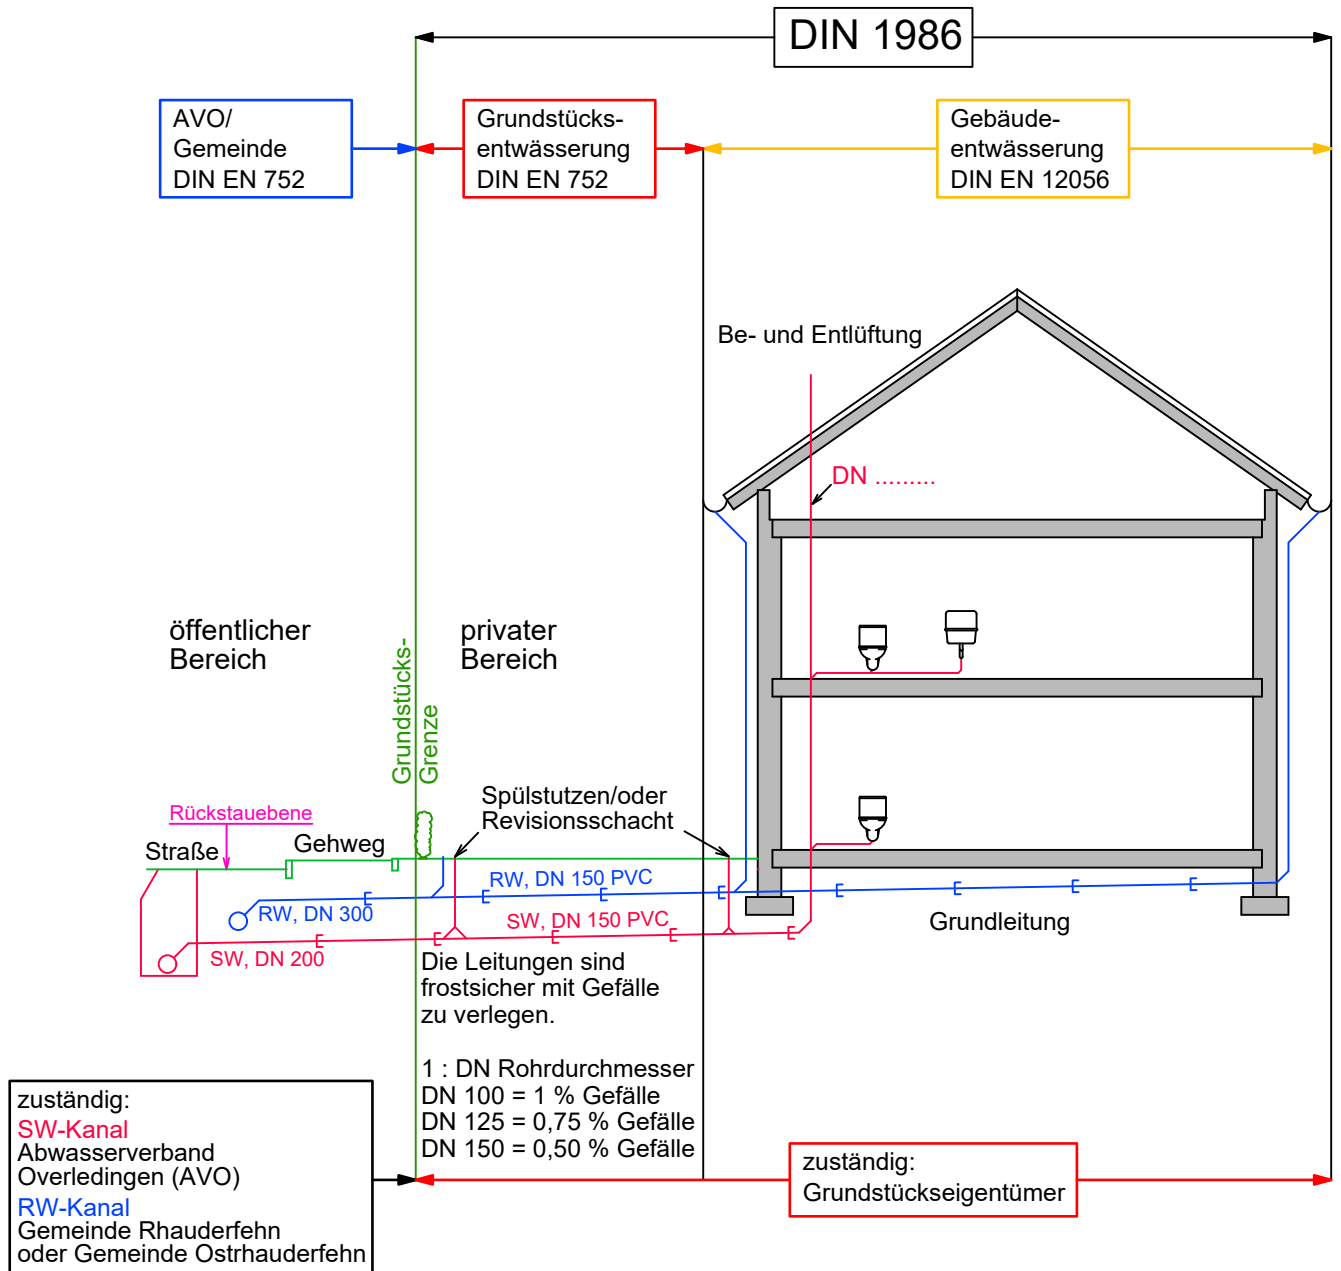 DIN 1986
AVO/
Gemeinde
DIN EN 752
Grundstücks-
entwässerung
DIN EN 752
Gebäude-
entwässerung
DIN EN 12056
Be- und Entlüftung
DN .........
öffentlicher
Bereich
privater
Bereich
Grundstücks-
Grenze
Rückstauebene
Straße
Gehweg
Spülstutzen/oder
Revisionsschacht
RW, DN 150 PVC
RW, DN 300
SW, DN 150 PVC
SW, DN 200
Grundleitung
Die Leitungen sind
frostsicher mit Gefälle
zu verlegen.
1 : DN Rohrdurchmesser
DN 100 = 1 % Gefälle
DN 125 = 0,75 % Gefälle
DN 150 = 0,50 % Gefälle
zuständig:
SW-Kanal
Abwasserverband
Overledingen (AVO)
RW-Kanal
Gemeinde Rhauderfehn
oder Gemeinde Ostrhauderfehn
zuständig:
Grundstückseigentümer